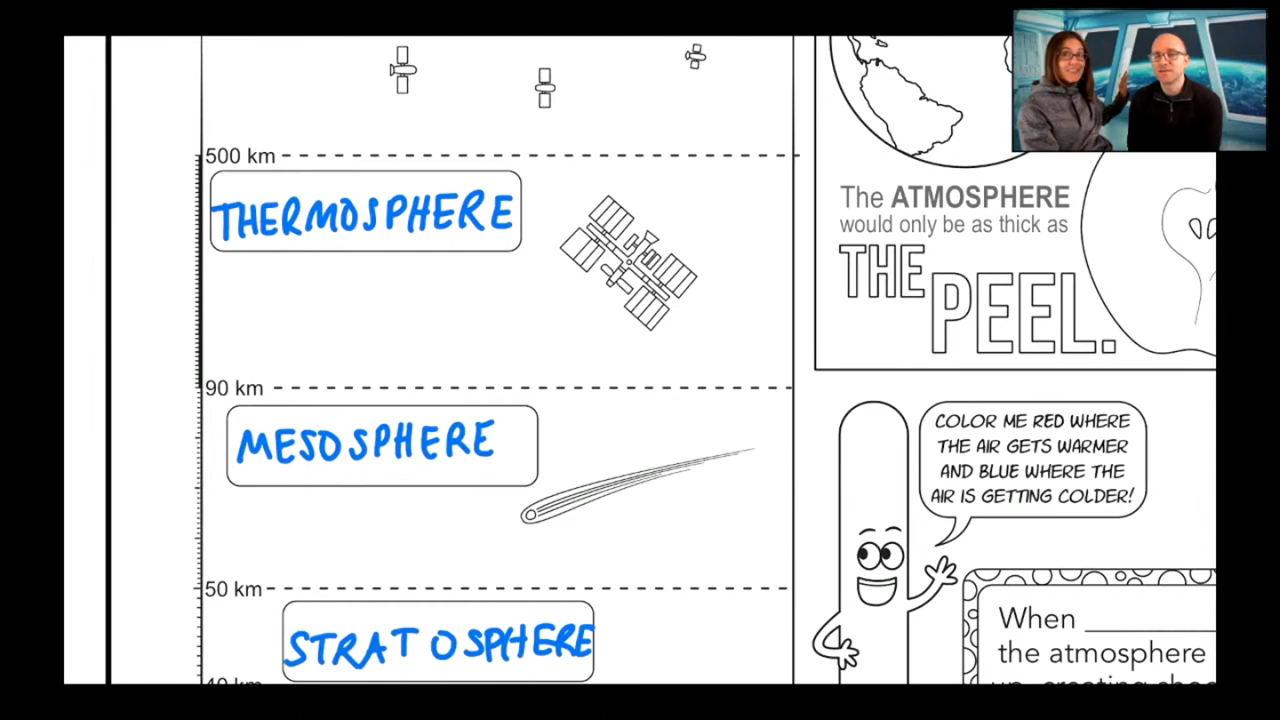 500 km
THERMOSPHERE
90 km
MESOSPHERE
50 km
STRATOSPHERE
40 km
The ATMOSPHERE
would only be as thick as
THE
PEEL.
COLOR ME RED WHERE
THE AIR GETS WARMER
AND BLUE WHERE THE
AIR IS GETTING COLDER!
When
the atmosphere